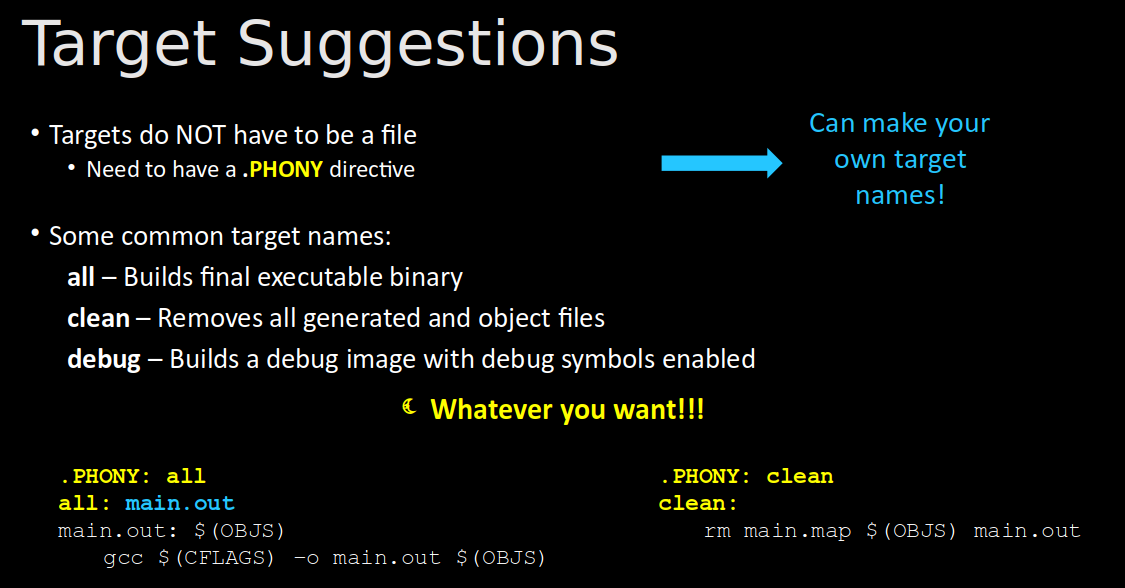 Target Suggestions
• Targets do NOT have to be a file
• Need to have a .PHONY directive
Can make your
own target
names!
• Some common target names:
all – Builds final executable binary
clean – Removes all generated and object files
debug – Builds a debug image with debug symbols enabled
Whatever you want!!!
.PHONY: all
all: main.out
main.out: $(OBJS)
gcc $(CFLAGS) –o main.out $(OBJS)
.PHONY: clean
clean:
rm main.map $(OBJS) main.out